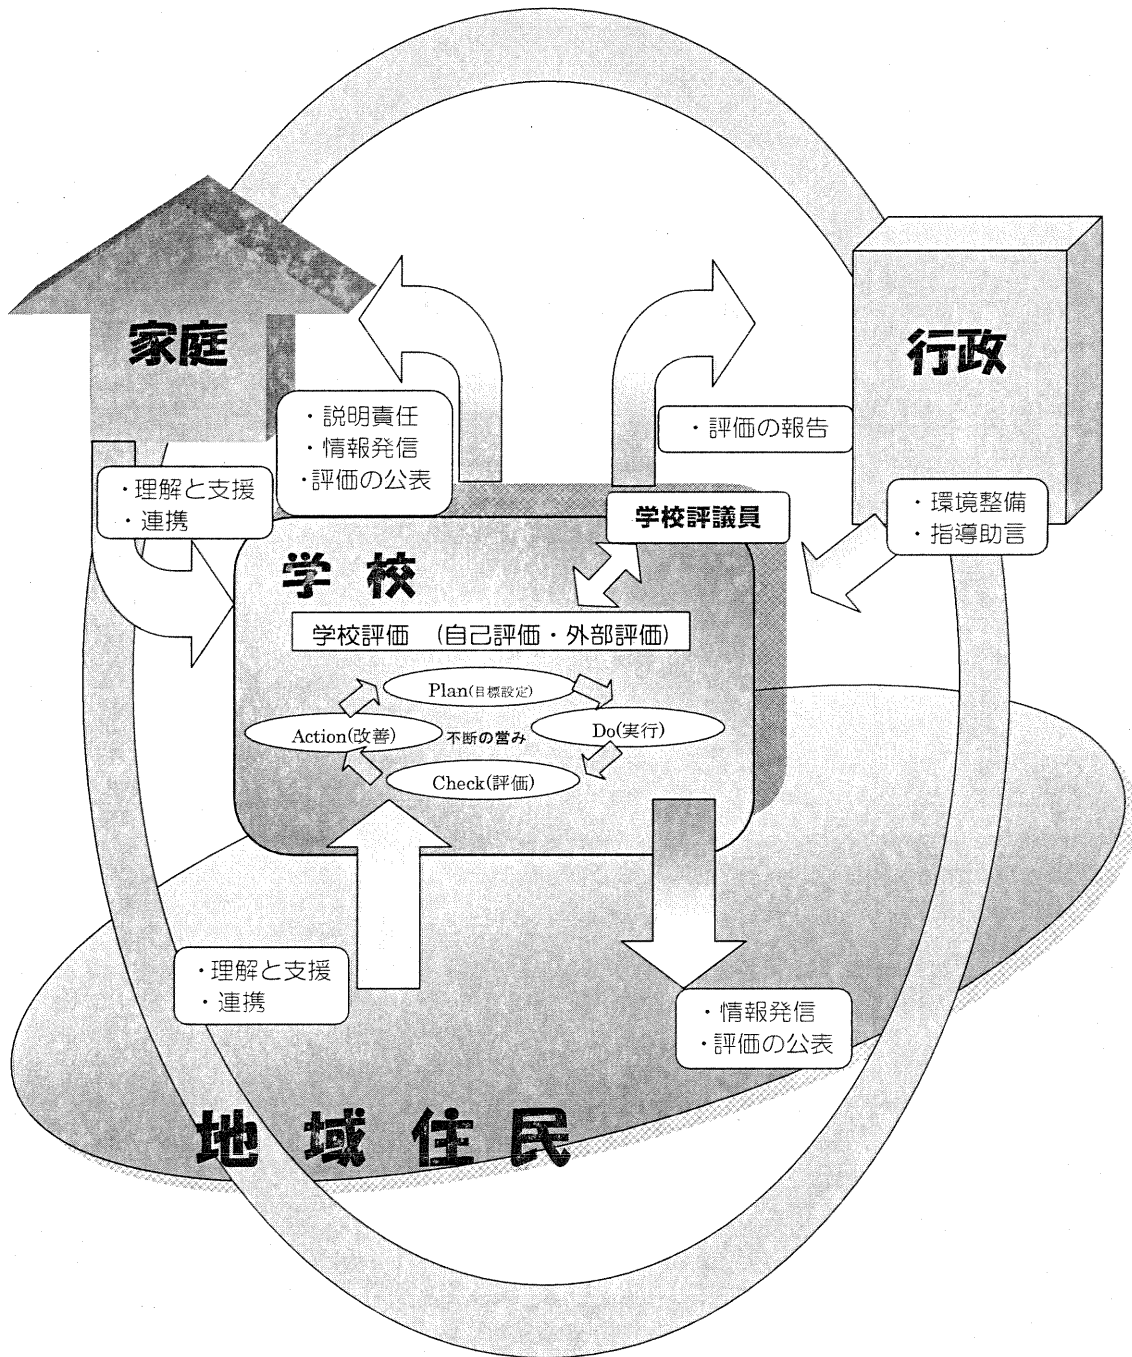 家庭
行政
・説明責任
・情報発信
・評価の公表
・評価の報告
・理解と支援
・連携
・環境整備
・指導助言
学校評議員
学校
学校評価 (自己評価・外部評価)
Plan(目標設定)
Action(改善)
不断の営み
Do(実行)
Check(評価)
・理解と支援
・連携
・情報発信
・評価の公表
地域住民